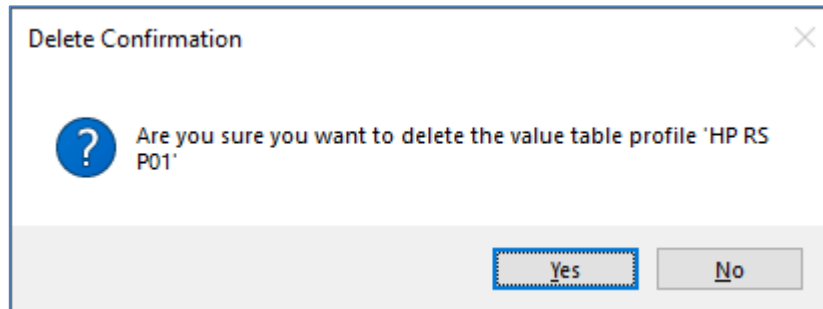 Delete Confirmation
Are you sure you want to delete the value table profile 'HP RS
P01'
Yes
No